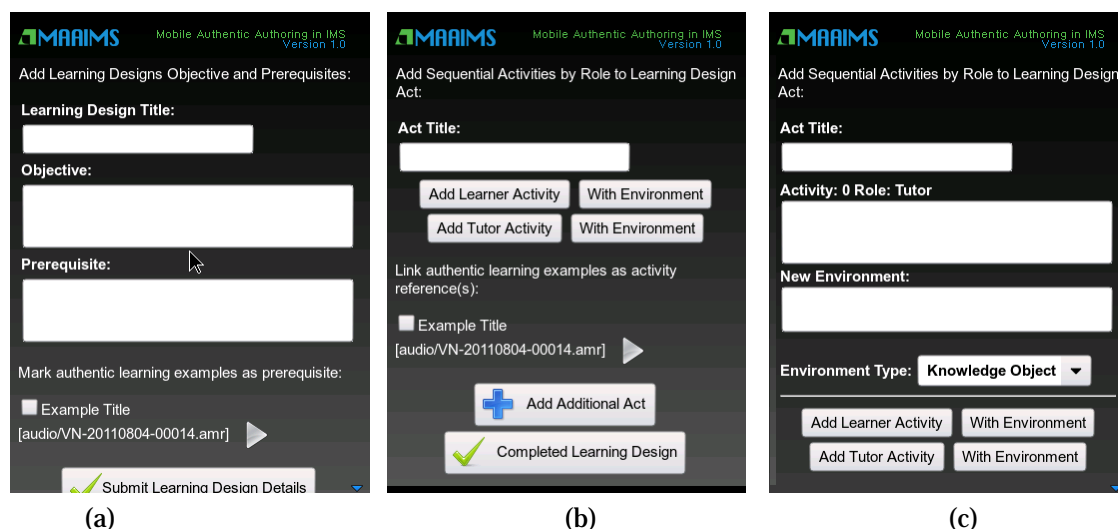 MAAIMS
Mobile Authentic Authoring in IMS
Version 1.0
Add Learning Designs Objective and Prerequisites:
Learning Design Title:
Objective:
Prerequisite:
Mark authentic learning examples as prerequisite:
Example Title
[audio/VN-20110804-00014.amr]
Submit Learning Design Details
(a)
MAAIMS
Mobile Authentic Authoring in IMS
Version 1.0
Add Sequential Activities by Role to Learning Design
Act:
Act Title:
Add Learner Activity With Environment
Add Tutor Activity With Environment
Link authentic learning examples as activity
reference(s):
Example Title
[audio/VN-20110804-00014.amr]
Add Additional Act
Completed Learning Design
(b)
MAAIMS
Mobile Authentic Authoring in IMS
Version 1.0
Add Sequential Activities by Role to Learning Design
Act:
Act Title:
Activity: 0 Role: Tutor
New Environment:
Environment Type: Knowledge Object
Add Learner Activity With Environment
Add Tutor Activity With Environment
(c)